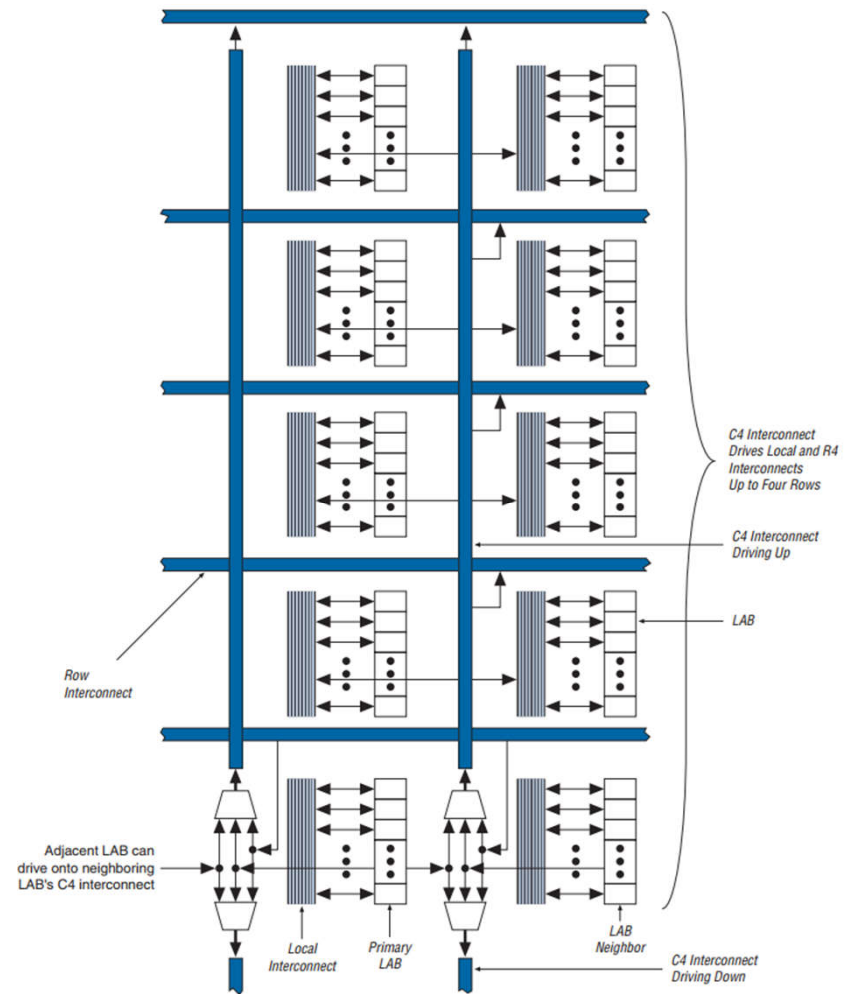 C4 Interconnect
Drives Local and R4
Interconnects
Up to Four Rows
C4 Interconnect
Driving Up
LAB
Row
Interconnect
Adjacent LAB can
drive onto neighboring
LAB's C4 interconnect
Local
Interconnect
Primary
LAB
LAB
Neighbor
C4 Interconnect
Driving Down